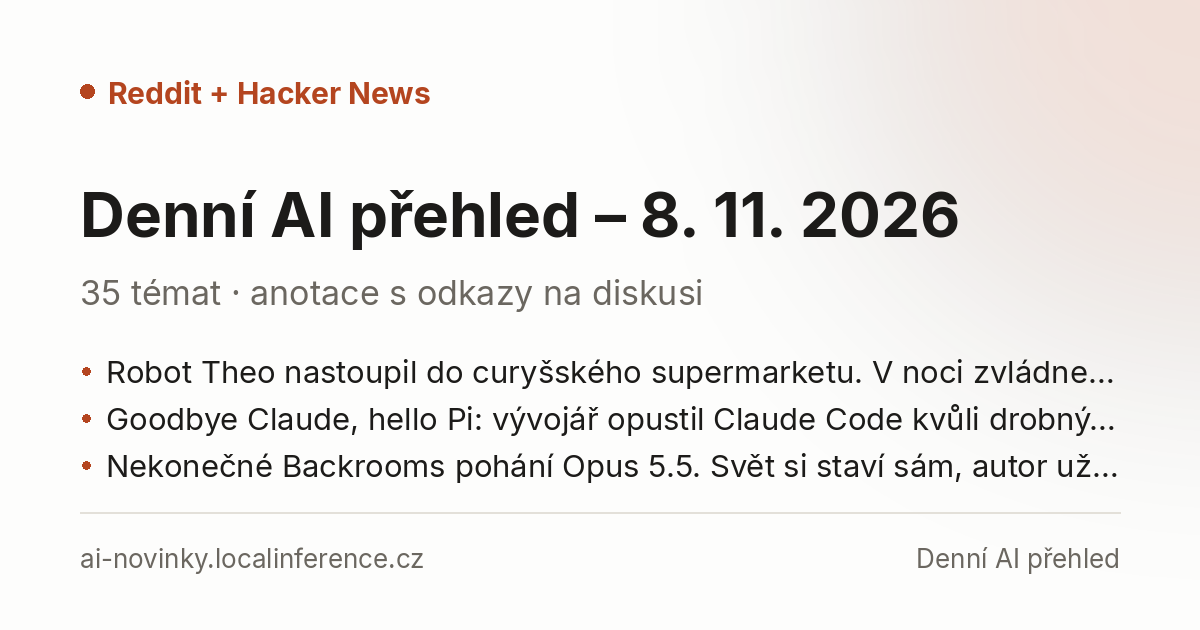 Reddit + Hacker News
Denní AI přehled – 8. 11. 2026
35 témat · anotace s odkazy na diskusi
• Robot Theo nastoupil do curyšského supermarketu. V noci zvládne...
• Goodbye Claude, hello Pi: vývojář opustil Claude Code kvůli drobný...
• Nekonečné Backrooms pohání Opus 5.5. Svět si staví sám, autor už...
ai-novinky.localinference.cz
Denní AI přehled